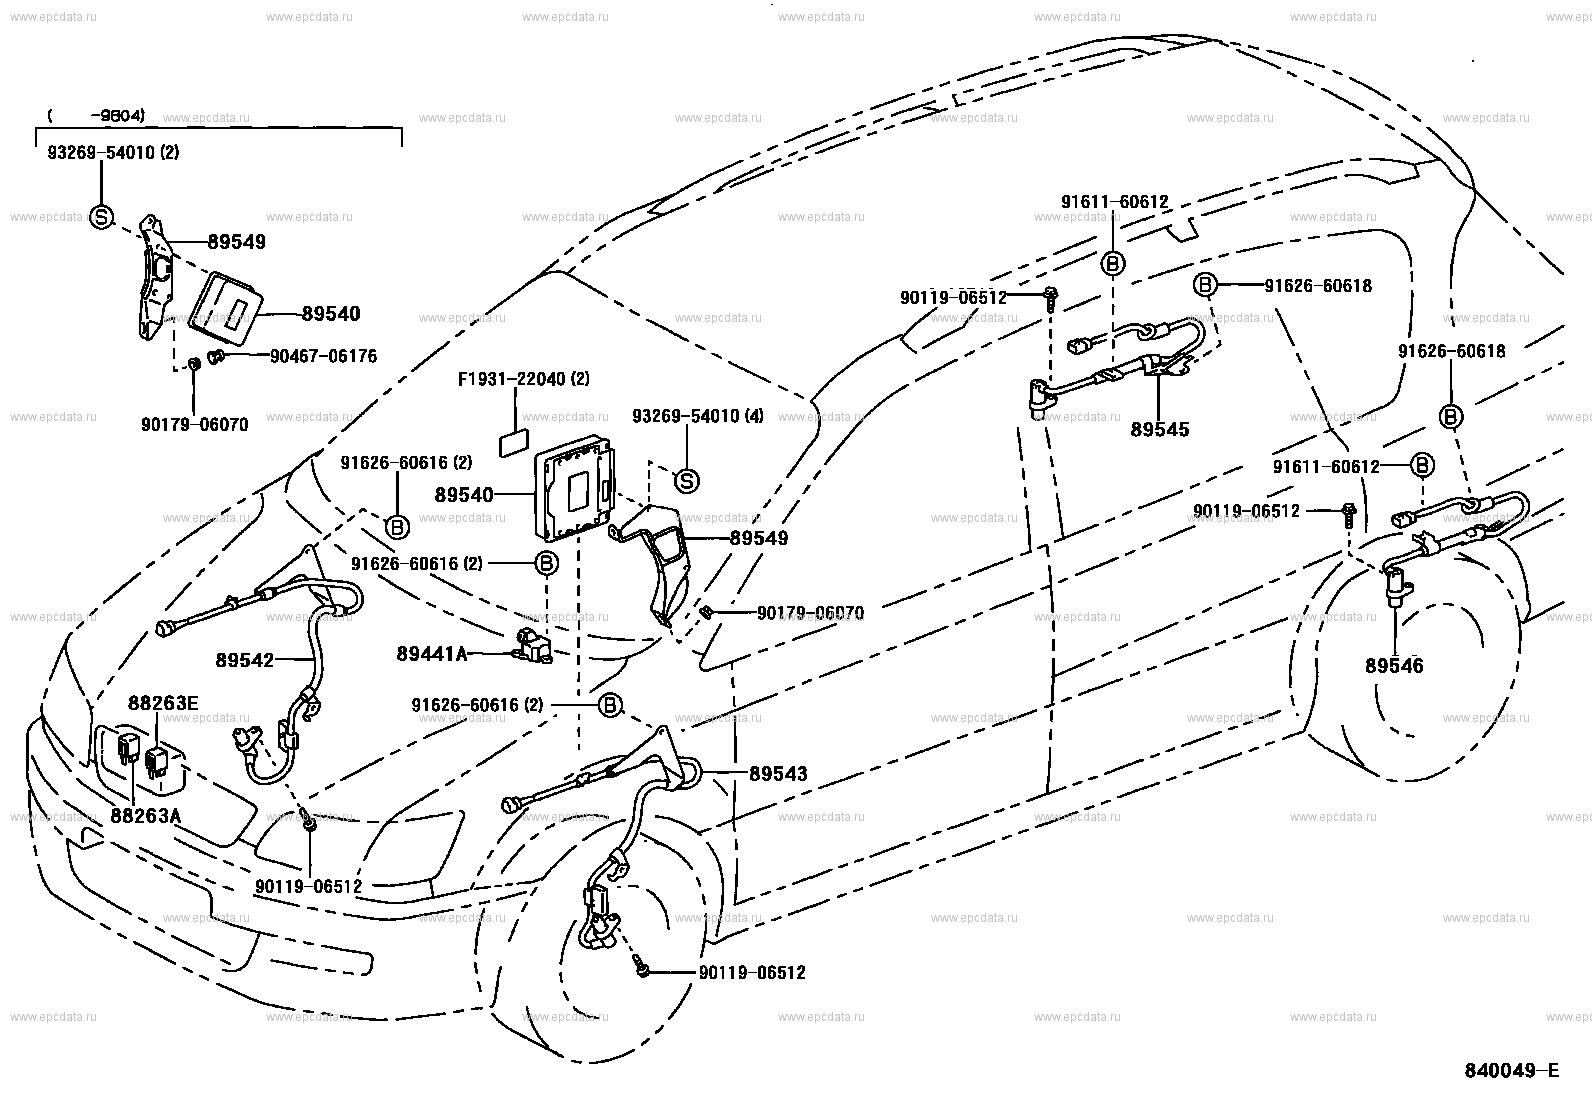 www.epcdata.ru
( -9804)
93269-54010 (2)
S
89549
89540
90467-06176
90179-06070
91611-60612
B
B
91626-60618
90119-06512
91626-60618
B
89545
F1931-22040 (2)
93269-54010 (4)
S
91626-60616 (2)
B
89540
91611-60612
B
90119-06512
89549
91626-60616 (2)
B
90179-06070
89542
89441A
89546
88263E
91626-60616 (2)
B
89543
88263A
90119-06512
90119-06512
840049-E